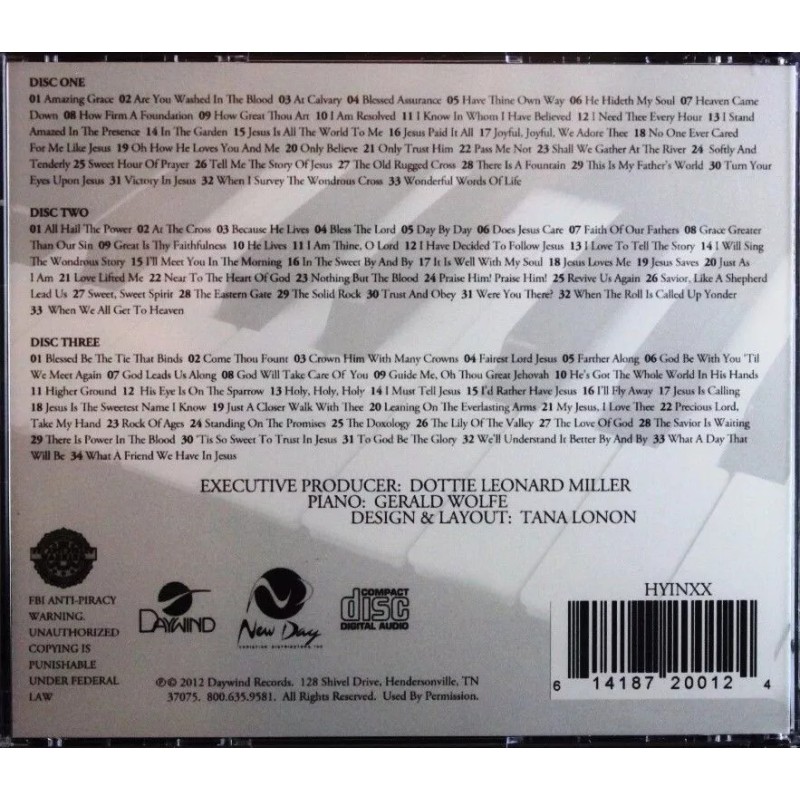 DISC ONE
01 Amazing Grace 02 Are You Washed In The Blood 03 At Calvary 04 Blessed Assurance 05 Have Thine Own Way 06 He Hideth My Soul 07 Heaven Came
Down 08 How Firm A Foundation 09 How Great Thou Art 10 I Am Resolved 11 I Know In Whom I Have Believed 12 I Need Thee Every Hour 13 I Stand
Amazed In The Presence 14 In The Garden 15 Jesus Is All The World To Me 16 Jesus Paid It All 17 Joyful, Joyful, We Adore Thee 18 No One Ever Cared
For Me Like Jesus 19 Oh How He Loves You And Me 20 Only Believe 21 Only Trust Him 22 Pass Me Not 23 Shall We Gather At The River 24 Softly And
Tenderly 25 Sweet Hour Of Prayer 26 Tell Me The Story Of Jesus 27 The Old Rugged Cross 28 There Is A Fountain 29 This Is My Father's World 30 Turn Your
Eyes Upon Jesus 31 Victory In Jesus 32 When I Survey The Wondrous Cross 33 Wonderful Words Of Life
DISC TWO
01 All Hail The Power 02 At The Cross 03 Because He Lives 04 Bless The Lord 05 Day By Day 06 Does Jesus Care 07 Faith Of Our Fathers 08 Grace Greater
Than Our Sin 09 Great Is Thy Faithfulness 10 He Lives 11 I Am Thine, O Lord 12 I Have Decided To Follow Jesus 13 I Love To Tell The Story 14 I Will Sing
The Wondrous Story 15 I'll Meet You In The Morning 16 In The Sweet By And By 17 It Is Well With My Soul 18 Jesus Loves Me 19 Jesus Saves 20 Just As
I Am 21 Love Lifted Me 22 Near To The Heart Of God 23 Nothing But The Blood 24 Praise Him! Praise Him! 25 Revive Us Again 26 Savior, Like A Shepherd
Lead Us 27 Sweet, Sweet Spirit 28 The Eastern Gate 29 The Solid Rock 30 Trust And Obey 31 Were You There? 32 When The Roll Is Called Up Yonder
33 When We All Get To Heaven
DISC THREE
01 Blessed Be The Tie That Binds 02 Come Thou Fount 03 Crown Him With Many Crowns 04 Fairest Lord Jesus 05 Farther Along 06 God Be With You 'Til
We Meet Again 07 God Leads Us Along 08 God Will Take Care Of You 09 Guide Me, Oh Thou Great Jehovah 10 He's Got The Whole World In His Hands
11 Higher Ground 12 His Eye Is On The Sparrow 13 Holy, Holy, Holy 14 I Must Tell Jesus 15 I'd Rather Have Jesus 16 I'll Fly Away 17 Jesus Is Calling
18 Jesus Is The Sweetest Name I Know 19 Just A Closer Walk With Thee 20 Leaning On The Everlasting Arms 21 My Jesus, I Love Thee 22 Precious Lord,
Take My Hand 23 Rock Of Ages 24 Standing On The Promises 25 The Doxology 26 The Lily Of The Valley 27 The Love Of God 28 The Savior Is Waiting
29 There Is Power In The Blood 30 'Tis So Sweet To Trust In Jesus 31 To God Be The Glory 32 We'll Understand It Better By And By 33 What A Day That
Will Be 34 What A Friend We Have In Jesus
EXECUTIVE PRODUCER: DOTTIE LEONARD MILLER
PIANO: GERALD WOLFE
DESIGN & LAYOUT: TANA LONON
FBI ANTI-PIRACY
WARNING.
UNAUTHORIZED
COPYING IS
PUNISHABLE
UNDER FEDERAL
LAW
DAYWIND
New Day
CHRISTIAN DISTRIBUTORS INC
COMPACT
disc
DIGITAL AUDIO
HYINXX
6 14187 20012 4
℗© 2012 Daywind Records. 128 Shivel Drive, Hendersonville, TN
37075. 800.635.9581. All Rights Reserved. Used By Permission.